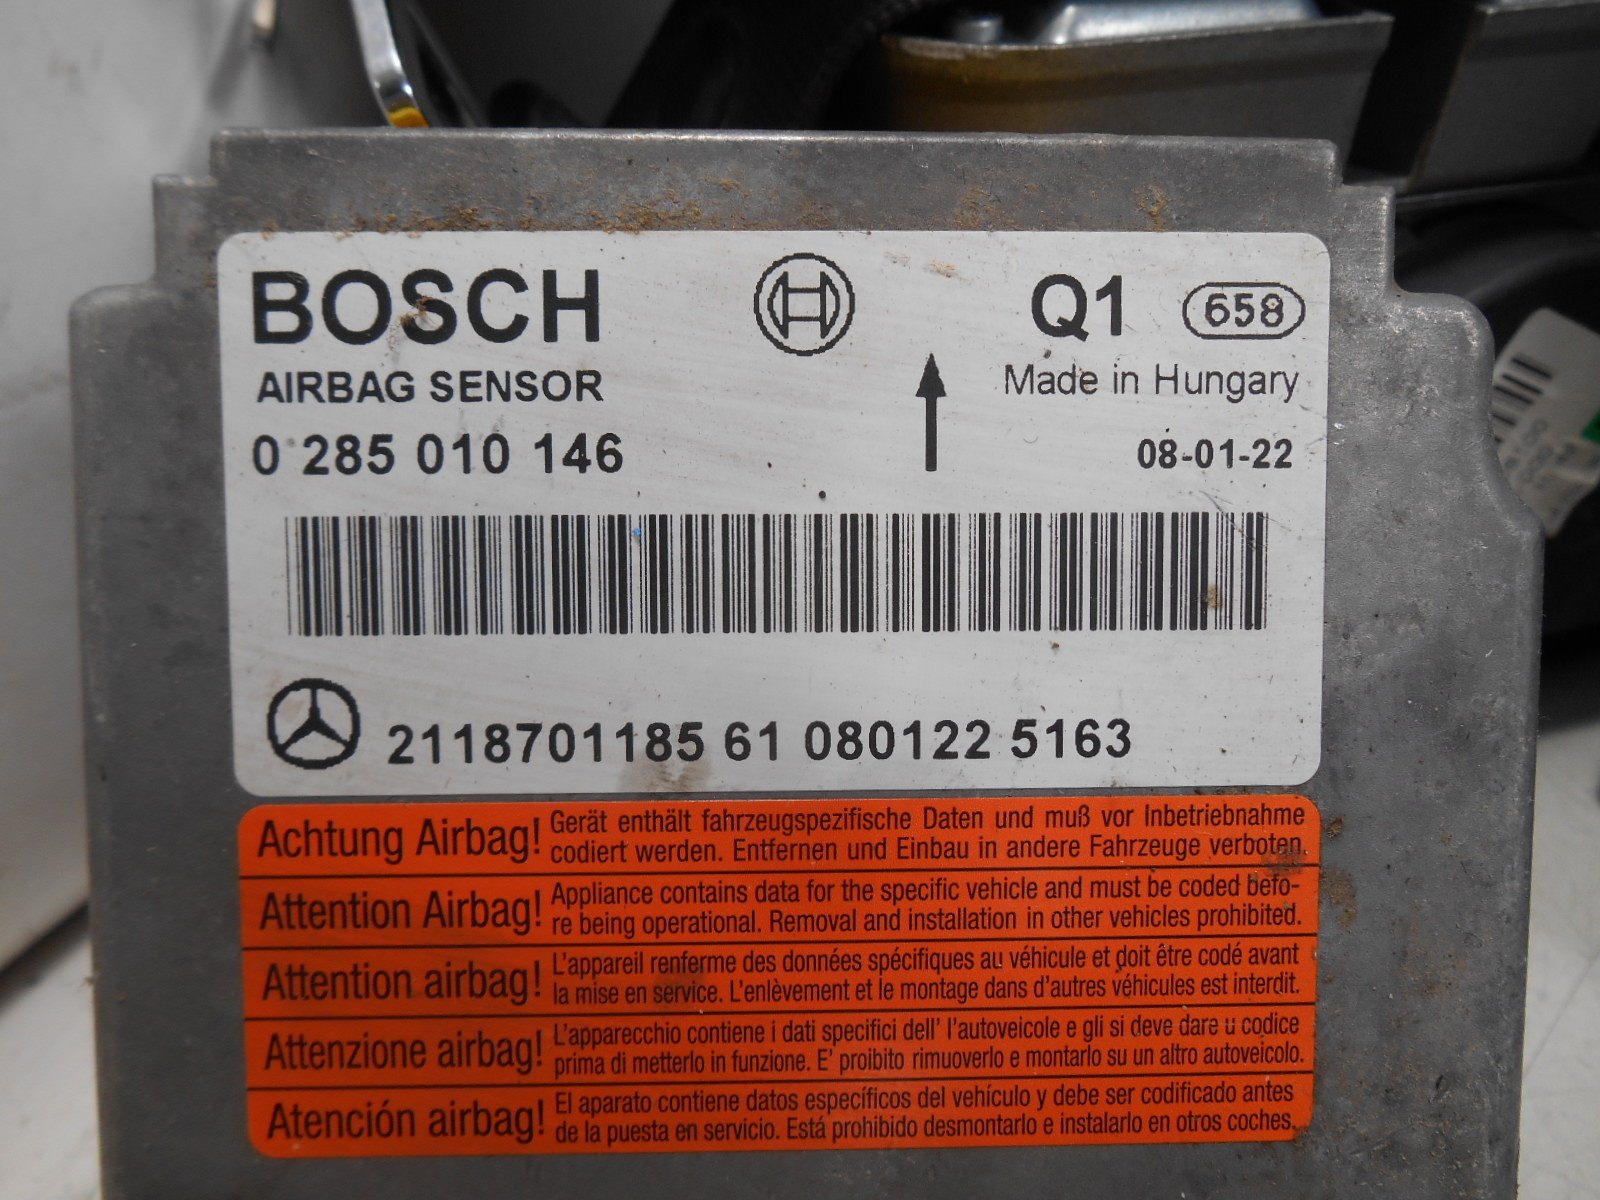 BOSCH
Q1
658
AIRBAG SENSOR
Made in Hungary
0 285 010 146
08-01-22
2118701185 61 080122 5163
Achtung Airbag! Gerät enthält fahrzeugspezifische Daten und muß vor Inbetriebnahme
codiert werden. Entfernen und Einbau in andere Fahrzeuge verboten.
Attention Airbag! Appliance contains data for the specific vehicle and must be coded befo-
re being operational. Removal and installation in other vehicles prohibited.
Attention airbag! L'appareil renferme des données spécifiques au véhicule et doit être codé avant
la mise en service. L'enlèvement et le montage dans d'autres véhicules est interdit.
Attenzione airbag! L'apparecchio contiene i dati specifici dell' l'autoveicole e gli si deve dare u codice
prima di metterlo in funzione. E' proibito rimuoverlo e montarlo su un altro autoveicolo.
Atención airbag! El aparato contiene datos específicos del vehículo y debe ser codificado antes
de la puesta en servicio. Está prohibido desmontarlo e instalarlo en otros coches.